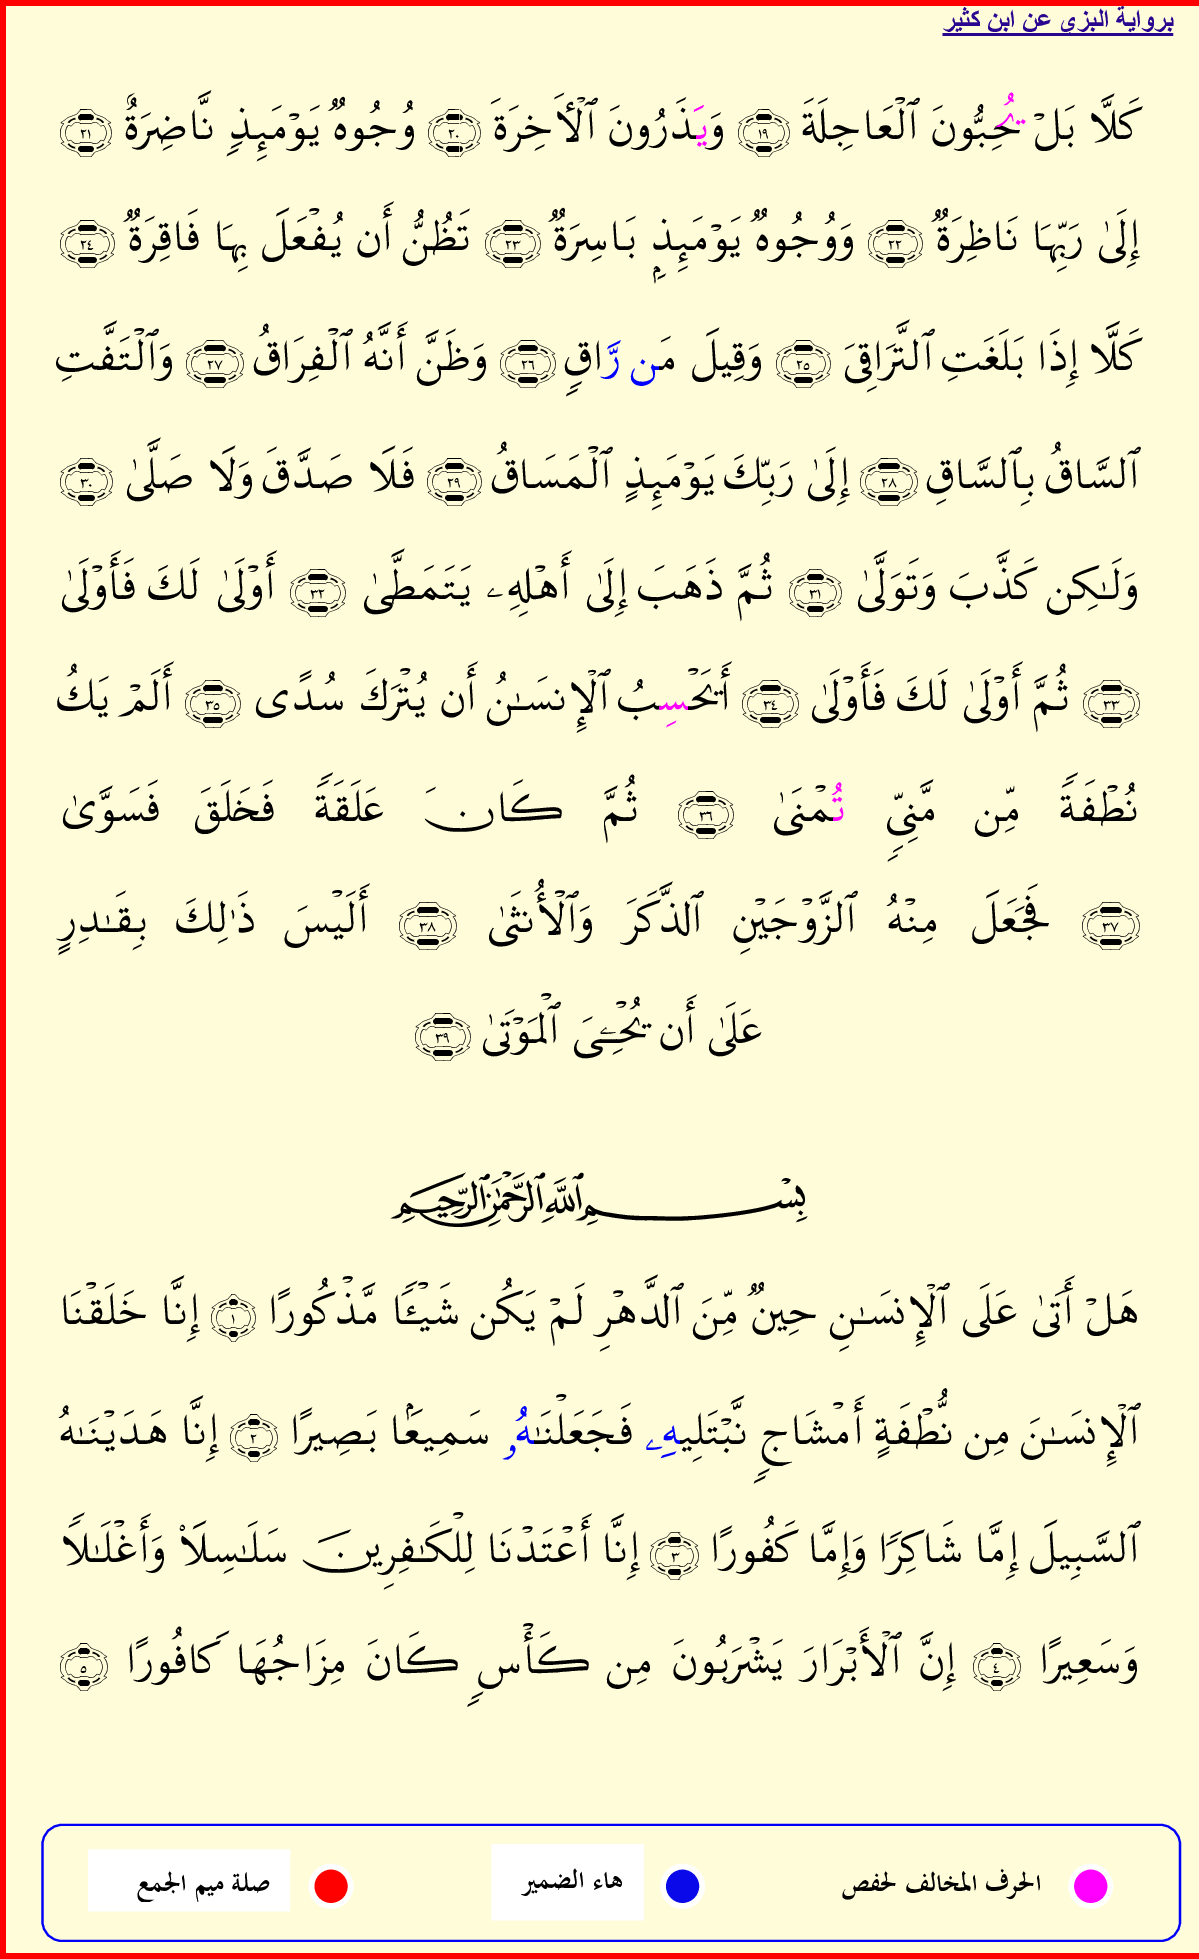 برواية البزى عن ابن كثير
كَلَّا بَلۡ يُحِبُّونَ ٱلۡعَاجِلَةَ ١٩ وَيَذَرُونَ ٱلۡأٓخِرَةَ ٢٠ وُجُوهٞ يَوۡمَئِذٖ نَّاضِرَةٌ ٢١
إِلَىٰ رَبِّهَا نَاظِرَةٞ ٢٢ وَوُجُوهٞ يَوۡمَئِذِۭ بَاسِرَةٞ ٢٣ تَظُنُّ أَن يُفۡعَلَ بِهَا فَاقِرَةٞ ٢٤
كَلَّا إِذَا بَلَغَتِ ٱلتَّرَاقِيَ ٢٥ وَقِيلَ مَن رَّاقٖ ٢٦ وَظَنَّ أَنَّهُ ٱلۡفِرَاقُ ٢٧ وَٱلۡتَفَّتِ
ٱلسَّاقُ بِٱلسَّاقِ ٢٨ إِلَىٰ رَبِّكَ يَوۡمَئِذٍ ٱلۡمَسَاقُ ٢٩ فَلَا صَدَّقَ وَلَا صَلَّىٰ ٣٠
وَلَٰكِن كَذَّبَ وَتَوَلَّىٰ ٣١ ثُمَّ ذَهَبَ إِلَىٰ أَهۡلِهِۦ يَتَمَطَّىٰ ٣٢ أَوۡلَىٰ لَكَ فَأَوۡلَىٰ
٣٣ ثُمَّ أَوۡلَىٰ لَكَ فَأَوۡلَىٰ ٣٤ أَيَحۡسِبُ ٱلۡإِنسَٰنُ أَن يُتۡرَكَ سُدًى ٣٥ أَلَمۡ يَكُ
نُطۡفَةٗ مِّن مَّنِيّٖ تُمۡنَىٰ ٣٦ ثُمَّ كَانَ عَلَقَةٗ فَخَلَقَ فَسَوَّىٰ
٣٧ فَجَعَلَ مِنۡهُ ٱلزَّوۡجَيۡنِ ٱلذَّكَرَ وَٱلۡأُنثَىٰ ٣٨ أَلَيۡسَ ذَٰلِكَ بِقَٰدِرٍ
عَلَىٰ أَن يُحۡـِۧيَ ٱلۡمَوۡتَىٰ ٣٩
بِسۡمِ ٱللَّهِ ٱلرَّحۡمَٰنِ ٱلرَّحِيمِ
هَلۡ أَتَىٰ عَلَى ٱلۡإِنسَٰنِ حِينٞ مِّنَ ٱلدَّهۡرِ لَمۡ يَكُن شَيۡـٔٗا مَّذۡكُورًا ١ إِنَّا خَلَقۡنَا
ٱلۡإِنسَٰنَ مِن نُّطۡفَةٍ أَمۡشَاجٖ نَّبۡتَلِيهِۦ فَجَعَلۡنَٰهُۥ سَمِيعَۢا بَصِيرًا ٢ إِنَّا هَدَيۡنَٰهُ
ٱلسَّبِيلَ إِمَّا شَاكِرٗا وَإِمَّا كَفُورًا ٣ إِنَّا أَعۡتَدۡنَا لِلۡكَٰفِرِينَ سَلَٰسِلَاْ وَأَغۡلَٰلٗا
وَسَعِيرًا ٤ إِنَّ ٱلۡأَبۡرَارَ يَشۡرَبُونَ مِن كَأۡسٖ كَانَ مِزَاجُهَا كَافُورًا ٥
الحرف المخالف لحفص هاء الضمير صلة ميم الجمع